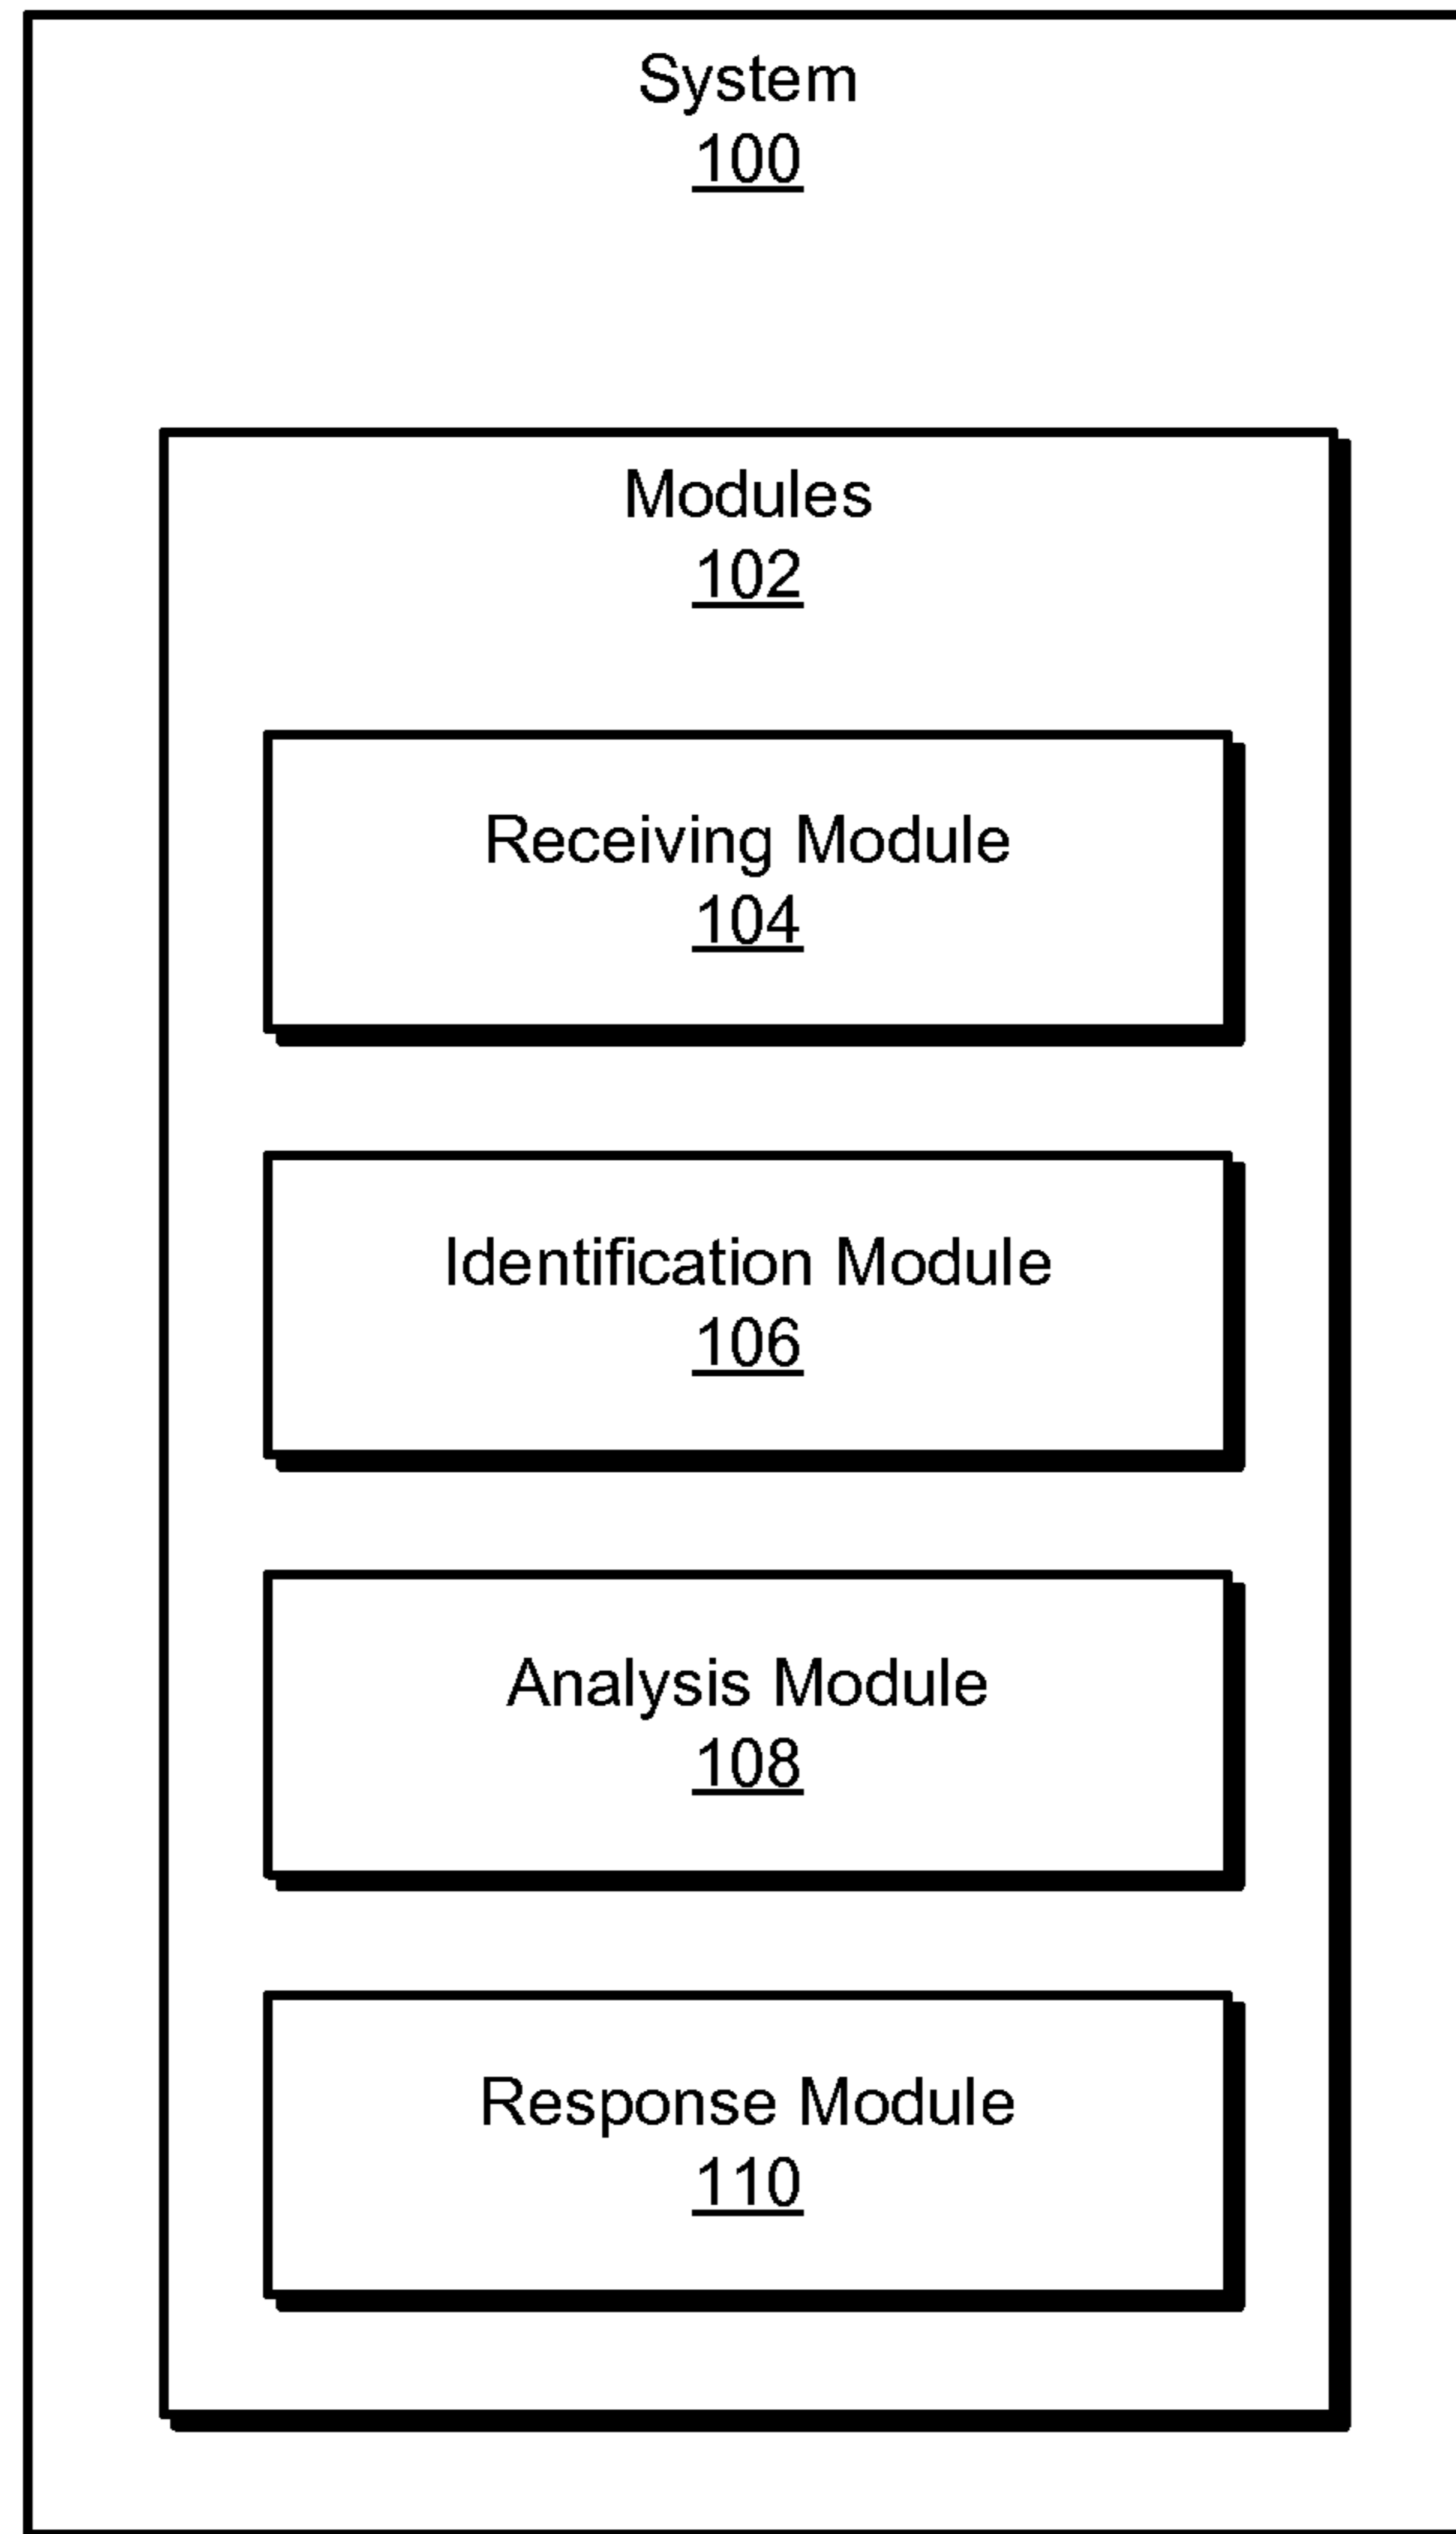 System
100
Modules
102
Receiving Module
104
Identification Module
106
Analysis Module
108
Response Module
110